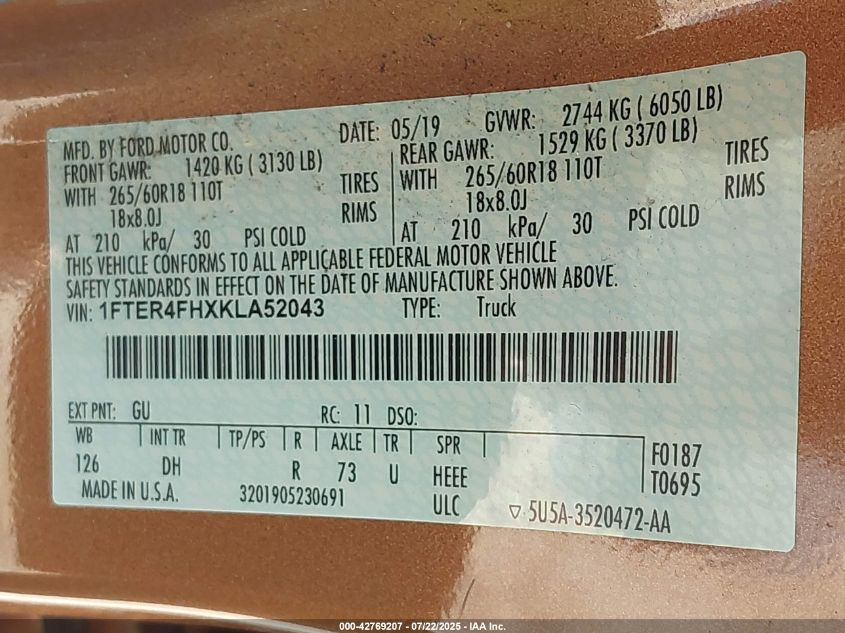 MFD. BY FORD MOTOR CO. DATE: 05/19 GVWR: 2744 KG ( 6050 LB)
FRONT GAWR: 1420 KG ( 3130 LB) REAR GAWR: 1529 KG ( 3370 LB)
WITH 265/60R18 110T TIRES WITH 265/60R18 110T TIRES
18x8.0J RIMS 18x8.0J RIMS
AT 210 kPa/ 30 PSI COLD AT 210 kPa/ 30 PSI COLD
THIS VEHICLE CONFORMS TO ALL APPLICABLE FEDERAL MOTOR VEHICLE
SAFETY STANDARDS IN EFFECT ON THE DATE OF MANUFACTURE SHOWN ABOVE.
VIN: 1FTER4FHXKLA52043 TYPE: Truck
EXT PNT: GU RC: 11 DSO:
WB INT TR TP/PS R AXLE TR SPR F0187
126 DH R 73 U HEEE T0695
MADE IN U.S.A. 3201905230691 ULC 5U5A-3520472-AA
000-42769207 - 07/22/2025 - IAA Inc.